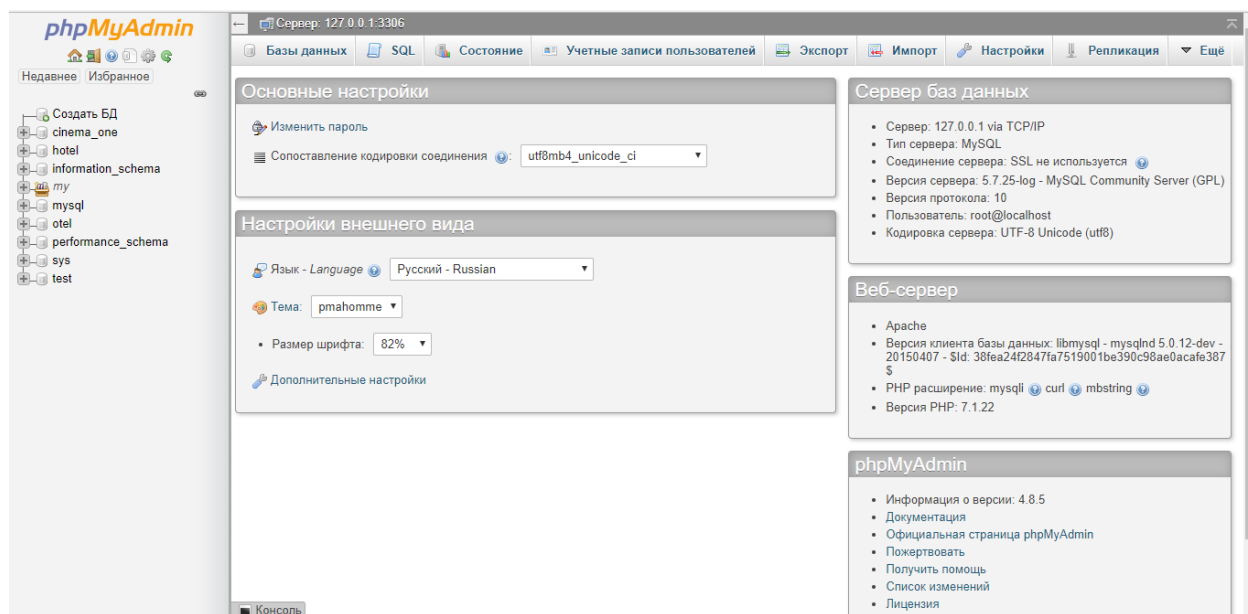 phpMyAdmin
Недавнее Избранное
Создать БД
cinema_one
hotel
information_schema
my
mysql
otel
performance_schema
sys
test
← Сервер: 127.0.0.1:3306
Базы данных SQL Состояние Учетные записи пользователей Экспорт Импорт Настройки Репликация Ещё
Основные настройки
Изменить пароль
Сопоставление кодировки соединения : utf8mb4_unicode_ci
Настройки внешнего вида
Язык - Language Русский - Russian
Тема: pmahomme
• Размер шрифта: 82%
Дополнительные настройки
Сервер баз данных
• Сервер: 127.0.0.1 via TCP/IP
• Тип сервера: MySQL
• Соединение сервера: SSL не используется
• Версия сервера: 5.7.25-log - MySQL Community Server (GPL)
• Версия протокола: 10
• Пользователь: root@localhost
• Кодировка сервера: UTF-8 Unicode (utf8)
Веб-сервер
• Apache
• Версия клиента базы данных: libmysql - mysqlnd 5.0.12-dev -
20150407 - $Id: 38fea24f2847fa7519001be390c98ae0acafe387
$
• PHP расширение: mysqli curl mbstring
• Версия PHP: 7.1.22
phpMyAdmin
• Информация о версии: 4.8.5
• Документация
• Официальная страница phpMyAdmin
• Пожертвовать
• Получить помощь
• Список изменений
• Лицензия
Консоль